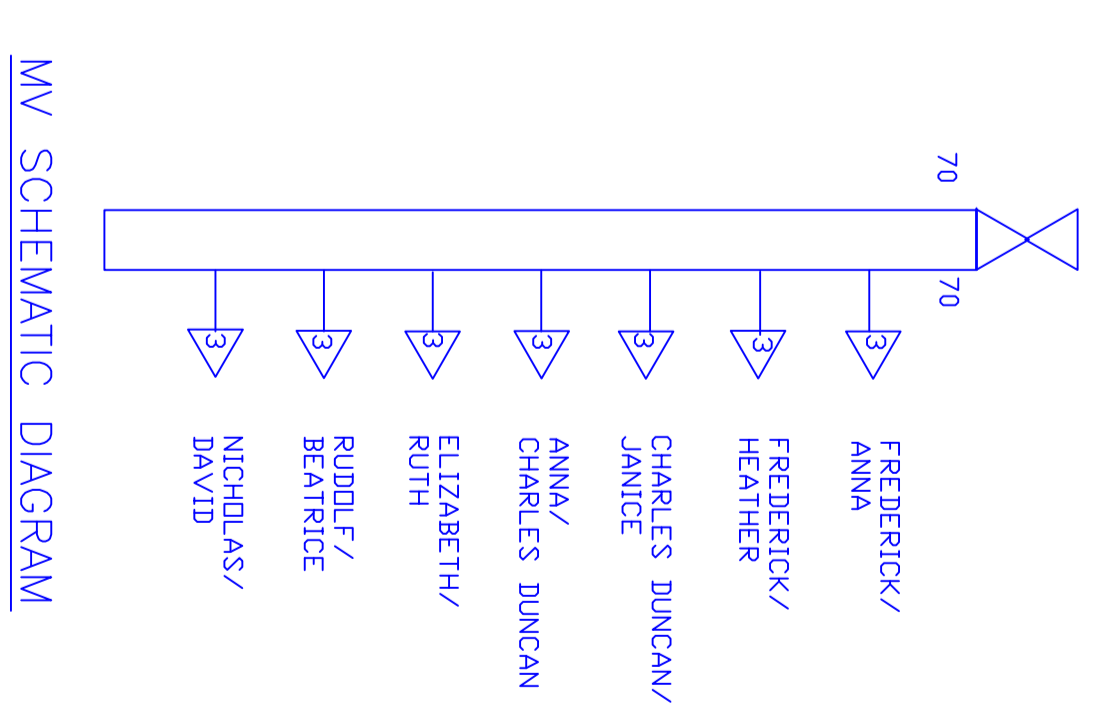 70
70
3
FREDERICK/
ANNA
3
FREDERICK/
HEATHER
3
CHARLES DUNCAN/
JANICE
3
ANNA/
CHARLES DUNCAN
3
ELIZABETH/
RUTH
3
RUDOLF/
BEATRICE
3
NICHOLAS/
DAVID
MV SCHEMATIC DIAGRAM